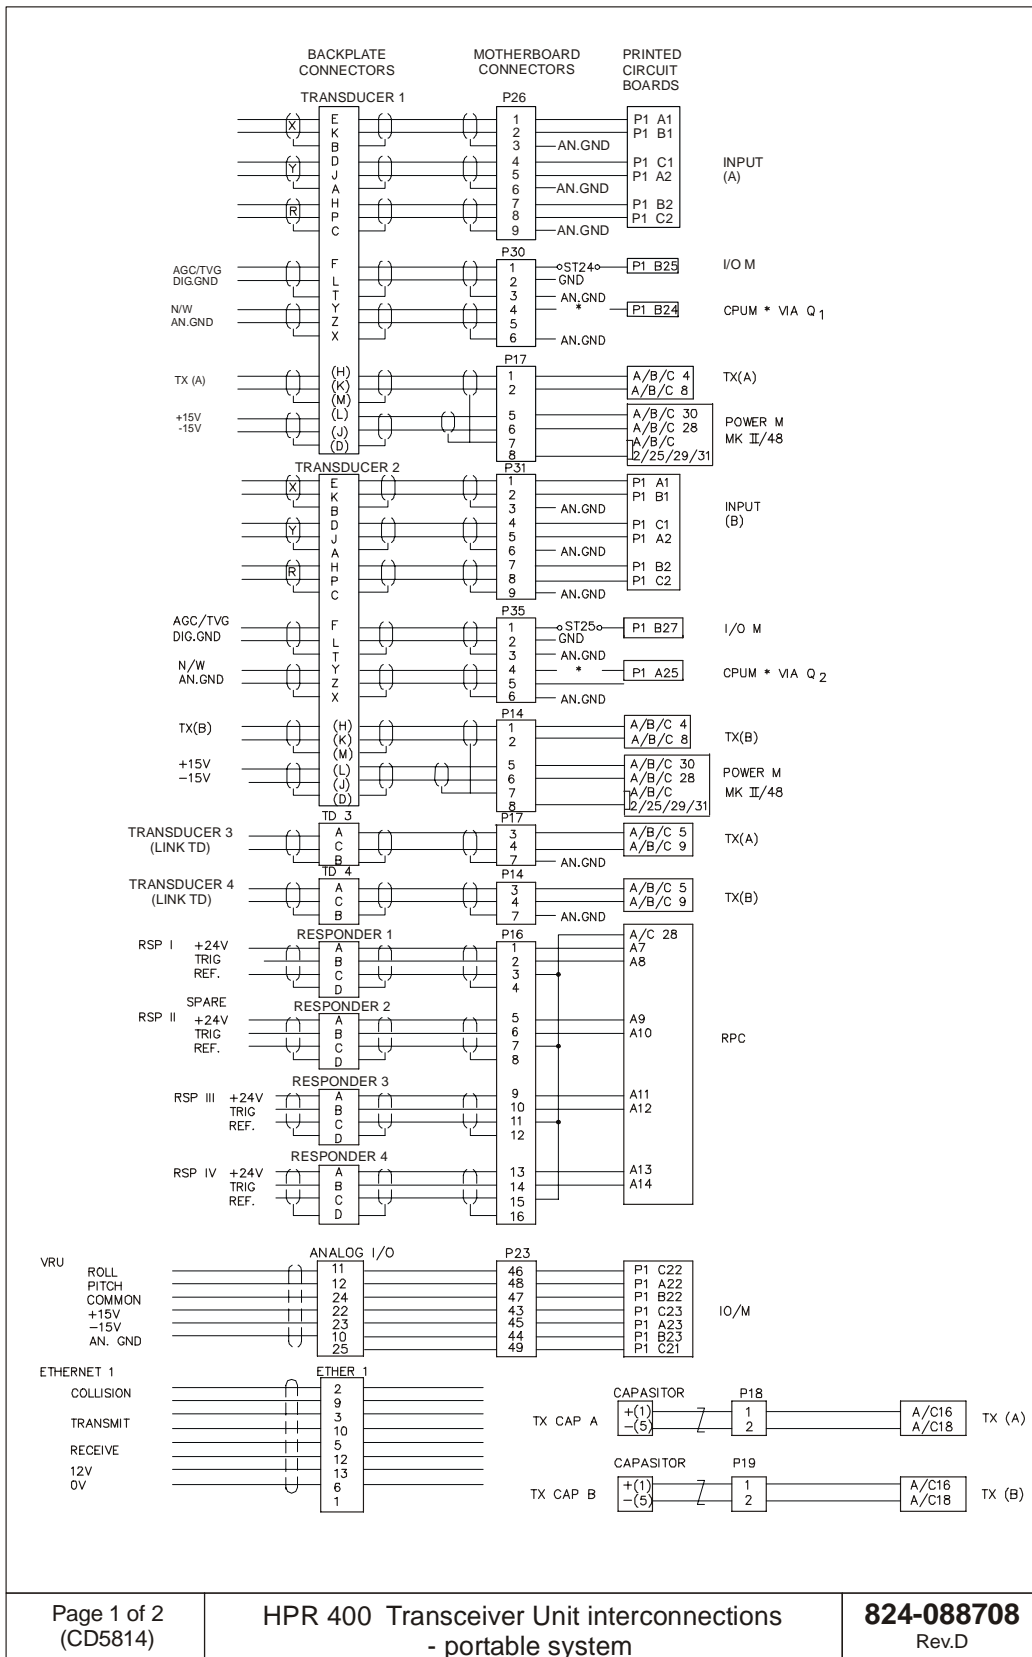 BACKPLATE CONNECTORS
MOTHERBOARD CONNECTORS
PRINTED CIRCUIT BOARDS
TRANSDUCER 1
P26
X E 1 P1 A1
K 2 P1 B1
B 3 AN.GND
Y D 4 P1 C1
J 5 P1 A2
A 6 AN.GND
R H 7 P1 B2
P 8 P1 C2
C 9 AN.GND
INPUT
(A)
P30
AGC/TVG F 1 ST24 P1 B25 I/O M
DIG.GND L 2 GND
T 3 AN.GND
N/W Y 4 * P1 B24 CPUM * VIA Q1
AN.GND Z 5
X 6 AN.GND
P17
TX (A) (H) 1 A/B/C 4 TX(A)
(K) 2 A/B/C 8
(M)
+15V (L) 5 A/B/C 30 POWER M
-15V (J) 6 A/B/C 28 MK II/48
(D) 7 A/B/C
8 2/25/29/31
TRANSDUCER 2
P31
X E 1 P1 A1
K 2 P1 B1
B 3 AN.GND
Y D 4 P1 C1
J 5 P1 A2
A 6 AN.GND
R H 7 P1 B2
P 8 P1 C2
C 9 AN.GND
INPUT
(B)
P35
AGC/TVG F 1 ST25 P1 B27 I/O M
DIG.GND L 2 GND
T 3 AN.GND
N/W Y 4 * P1 A25 CPUM * VIA Q2
AN.GND Z 5
X 6 AN.GND
P14
TX(B) (H) 1 A/B/C 4 TX(B)
(K) 2 A/B/C 8
(M)
+15V (L) 5 A/B/C 30 POWER M
-15V (J) 6 A/B/C 28 MK II/48
(D) 7 A/B/C
8 2/25/29/31
TD 3
P17
TRANSDUCER 3 A 3 A/B/C 5 TX(A)
(LINK TD) C 4 A/B/C 9
B 7 AN.GND
TD 4
P14
TRANSDUCER 4 A 3 A/B/C 5 TX(B)
(LINK TD) C 4 A/B/C 9
B 7 AN.GND
RESPONDER 1
P16
A/C 28
RSP I +24V A 1 A7
TRIG B 2 A8
REF. C 3
D 4
SPARE
RESPONDER 2
RSP II +24V A 5 A9
TRIG B 6 A10
REF. C 7
D 8
RPC
RESPONDER 3
RSP III +24V A 9 A11
TRIG B 10 A12
REF. C 11
D 12
RESPONDER 4
RSP IV +24V A 13 A13
TRIG B 14 A14
REF. C 15
D 16
ANALOG I/O
P23
VRU
ROLL 11 46 P1 C22
PITCH 12 48 P1 A22
COMMON 24 47 P1 B22
+15V 22 43 P1 C23
-15V 23 45 P1 A23
AN. GND 10 44 P1 B23
25 49 P1 C21
IO/M
ETHERNET 1
ETHER 1
COLLISION 2
9
TRANSMIT 3
10
RECEIVE 5
12
12V 13
0V 6
1
CAPASITOR
P18
TX CAP A +(1) 1 A/C16 TX (A)
-(5) 2 A/C18
CAPASITOR
P19
TX CAP B +(1) 1 A/C16 TX (B)
-(5) 2 A/C18
Page 1 of 2
(CD5814)
HPR 400 Transceiver Unit interconnections
- portable system
824-088708
Rev.D